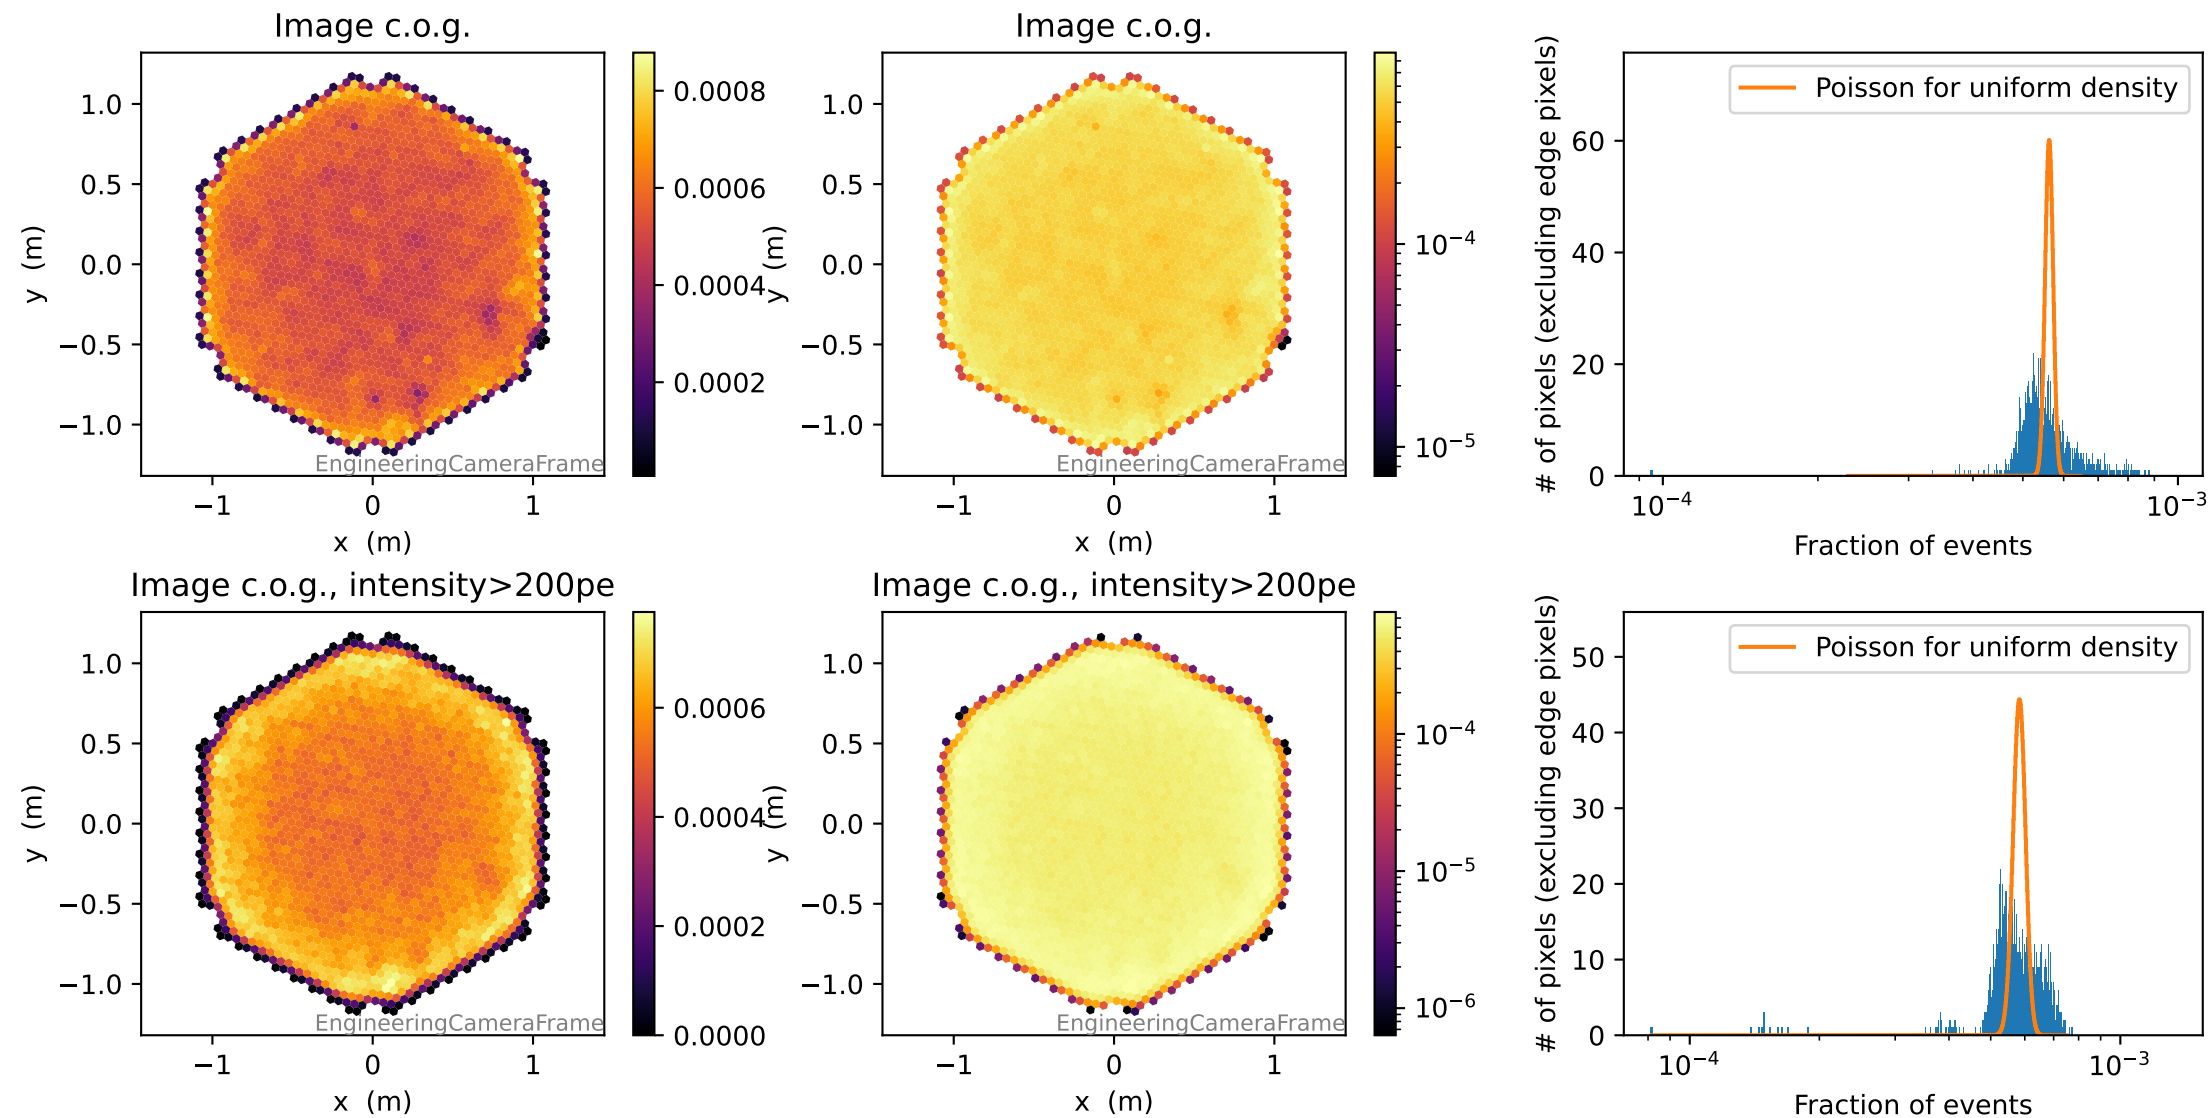 Image c.o.g.
y (m)
1.0
0.5
0.0
−0.5
−1.0
−1
0
1
x (m)
EngineeringCameraFrame
0.0008
0.0006
0.0004
0.0002
Image c.o.g.
y (m)
1.0
0.5
0.0
−0.5
−1.0
−1
0
1
x (m)
EngineeringCameraFrame
10⁻⁴
10⁻⁵
# of pixels (excluding edge pixels)
60
40
20
0
Poisson for uniform density
10⁻⁴
10⁻³
Fraction of events
Image c.o.g., intensity>200pe
y (m)
1.0
0.5
0.0
−0.5
−1.0
−1
0
1
x (m)
EngineeringCameraFrame
0.0006
0.0004
0.0002
0.0000
Image c.o.g., intensity>200pe
y (m)
1.0
0.5
0.0
−0.5
−1.0
−1
0
1
x (m)
EngineeringCameraFrame
10⁻⁴
10⁻⁵
10⁻⁶
# of pixels (excluding edge pixels)
50
40
30
20
10
0
Poisson for uniform density
10⁻⁴
10⁻³
Fraction of events